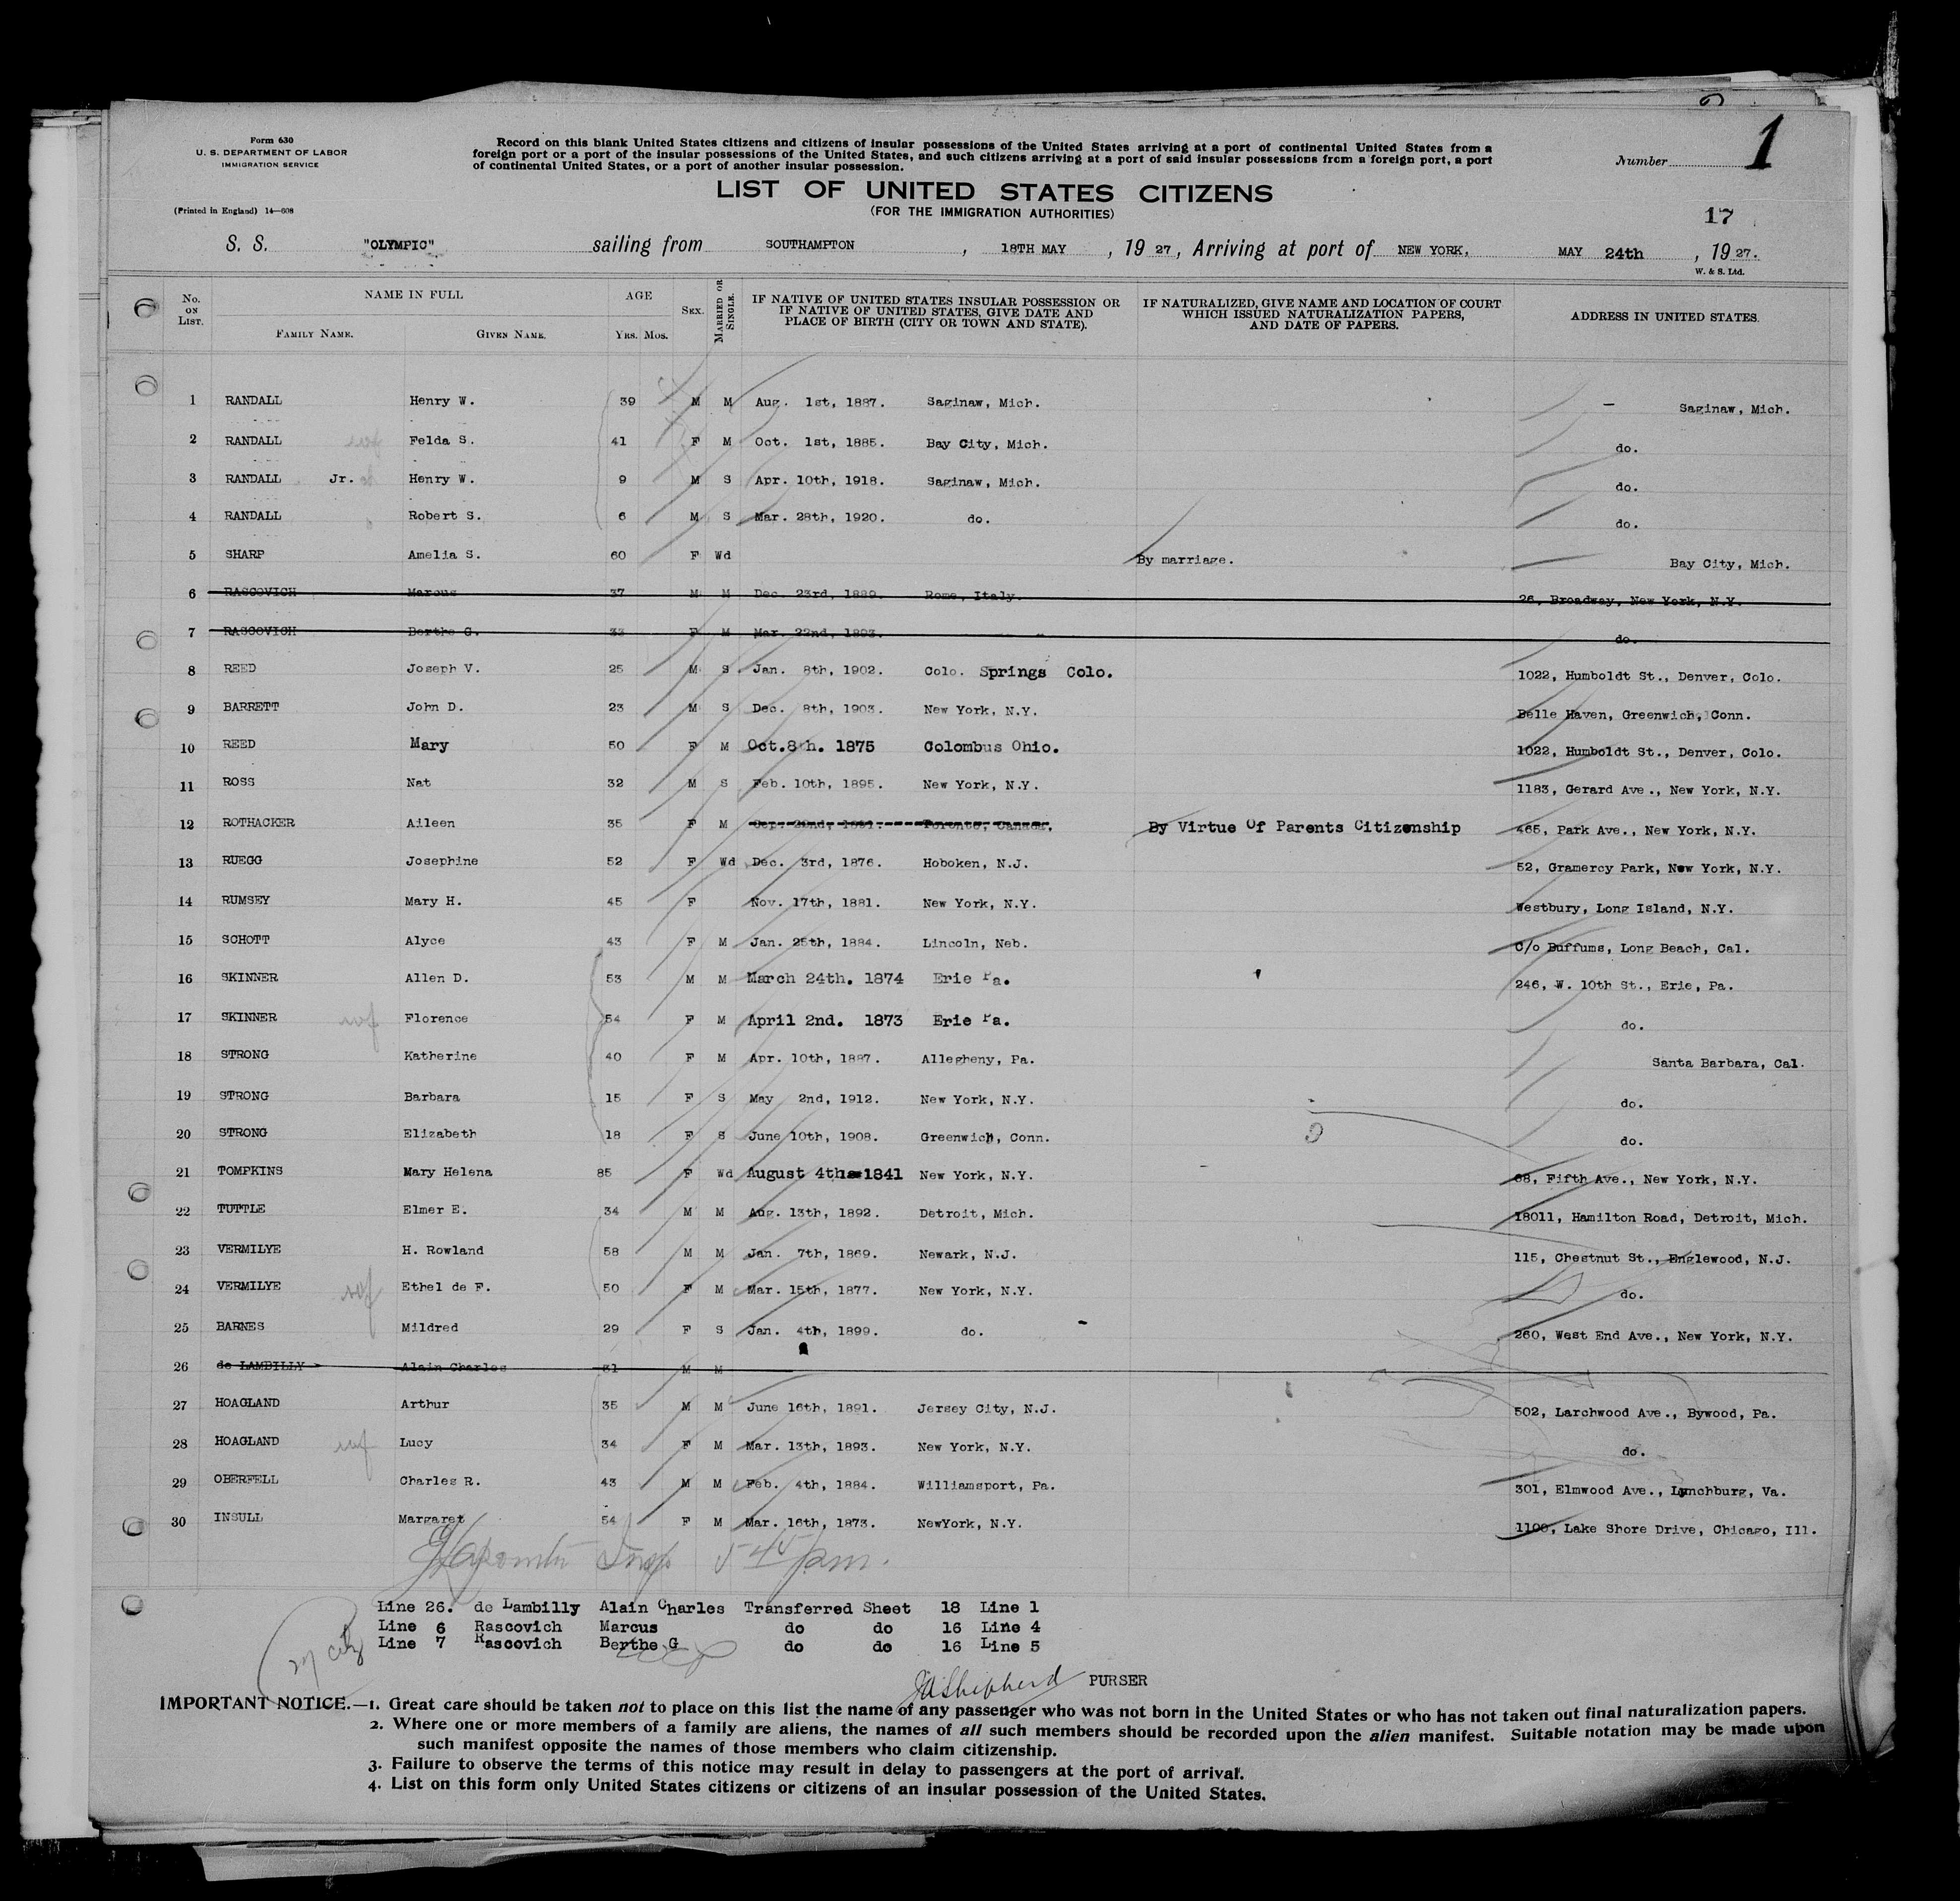 Form 630
U. S. DEPARTMENT OF LABOR
IMMIGRATION SERVICE
(Printed in England) 14—608
Record on this blank United States citizens and citizens of insular possessions of the United States arriving at a port of continental United States from a
foreign port or a port of the insular possessions of the United States, and such citizens arriving at a port of said insular possessions from a foreign port, a port
of continental United States, or a port of another insular possession.
Number 1
LIST OF UNITED STATES CITIZENS
(FOR THE IMMIGRATION AUTHORITIES)
17
S. S. "OLYMPIC" sailing from SOUTHAMPTON , 18TH MAY , 19 27, Arriving at port of NEW YORK, MAY 24th , 19 27.
W. & S. Ltd.
No. ON LIST. NAME IN FULL FAMILY NAME. GIVEN NAME. AGE YRS. MOS. SEX. MARRIED OR SINGLE. IF NATIVE OF UNITED STATES INSULAR POSSESSION OR IF NATIVE OF UNITED STATES, GIVE DATE AND PLACE OF BIRTH (CITY OR TOWN AND STATE). IF NATURALIZED, GIVE NAME AND LOCATION OF COURT WHICH ISSUED NATURALIZATION PAPERS, AND DATE OF PAPERS. ADDRESS IN UNITED STATES.
1 RANDALL Henry W. 39 M M Aug. 1st, 1887. Saginaw, Mich. — Saginaw, Mich.
2 RANDALL Felda S. 41 F M Oct. 1st, 1885. Bay City, Mich. do.
3 RANDALL Jr. Henry W. 9 M S Apr. 10th, 1918. Saginaw, Mich. do.
4 RANDALL Robert S. 6 M S Mar. 28th, 1920. do. do.
5 SHARP Amelia S. 60 F Wd By marriage. Bay City, Mich.
6 RASCOVICH Marcus 37 M M Dec. 23rd, 1889. Rome, Italy. 26, Broadway, New York, N.Y.
7 RASCOVICH Berthe G. 33 F M Mar. 22nd, 1893. do.
8 REED Joseph V. 25 M S Jan. 8th, 1902. Colo. Springs Colo. 1022, Humboldt St., Denver, Colo.
9 BARRETT John D. 23 M S Dec. 8th, 1903. New York, N.Y. Belle Haven, Greenwich, Conn.
10 REED Mary 50 F M Oct.8th. 1875 Colombus Ohio. 1022, Humboldt St., Denver, Colo.
11 ROSS Nat 32 M S Feb. 10th, 1895. New York, N.Y. 1183, Gerard Ave., New York, N.Y.
12 ROTHACKER Aileen 35 F M Sep. 22nd, 1891. Toronto, Canada. By Virtue Of Parents Citizenship 465, Park Ave., New York, N.Y.
13 RUEGG Josephine 52 F Wd Dec. 3rd, 1876. Hoboken, N.J. 52, Gramercy Park, New York, N.Y.
14 RUMSEY Mary H. 45 F Nov. 17th, 1881. New York, N.Y. Westbury, Long Island, N.Y.
15 SCHOTT Alyce 43 F M Jan. 25th, 1884. Lincoln, Neb. C/o Buffums, Long Beach, Cal.
16 SKINNER Allen D. 53 M M March 24th. 1874 Erie Pa. 246, W. 10th St., Erie, Pa.
17 SKINNER Florence 54 F M April 2nd. 1873 Erie Pa. do.
18 STRONG Katherine 40 F M Apr. 10th, 1887. Allegheny, Pa. Santa Barbara, Cal.
19 STRONG Barbara 15 F S May 2nd, 1912. New York, N.Y. do.
20 STRONG Elizabeth 18 F S June 10th, 1908. Greenwich, Conn. do.
21 TOMPKINS Mary Helena 85 F Wd August 4th 1841 New York, N.Y. 68, Fifth Ave., New York, N.Y.
22 TUTTLE Elmer E. 34 M M Aug. 13th, 1892. Detroit, Mich. 18011, Hamilton Road, Detroit, Mich.
23 VERMILYE H. Rowland 58 M M Jan. 7th, 1869. Newark, N.J. 115, Chestnut St., Englewood, N.J.
24 VERMILYE Ethel de F. 50 F M Mar. 15th, 1877. New York, N.Y. do.
25 BARNES Mildred 29 F S Jan. 4th, 1899. do. 260, West End Ave., New York, N.Y.
26 de LAMBILLY Alain Charles 31 M M
27 HOAGLAND Arthur 35 M M June 16th, 1891. Jersey City, N.J. 502, Larchwood Ave., Bywood, Pa.
28 HOAGLAND Lucy 34 F M Mar. 13th, 1893. New York, N.Y. do.
29 OBERFELL Charles R. 43 M M Feb. 4th, 1884. Williamsport, Pa. 301, Elmwood Ave., Lynchburg, Va.
30 INSULL Margaret 54 F M Mar. 16th, 1873. NewYork, N.Y. 1100, Lake Shore Drive, Chicago, Ill.
Insp 5 45 pm.
Line 26. de Lambilly Alain Charles Transferred Sheet 18 Line 1
Line 6 Rascovich Marcus do do 16 Line 4
Line 7 Rascovich Berthe G do do 16 Line 5
JA Shepherd PURSER
IMPORTANT NOTICE.—1. Great care should be taken not to place on this list the name of any passenger who was not born in the United States or who has not taken out final naturalization papers.
2. Where one or more members of a family are aliens, the names of all such members should be recorded upon the alien manifest. Suitable notation may be made upon
such manifest opposite the names of those members who claim citizenship.
3. Failure to observe the terms of this notice may result in delay to passengers at the port of arrival.
4. List on this form only United States citizens or citizens of an insular possession of the United States.